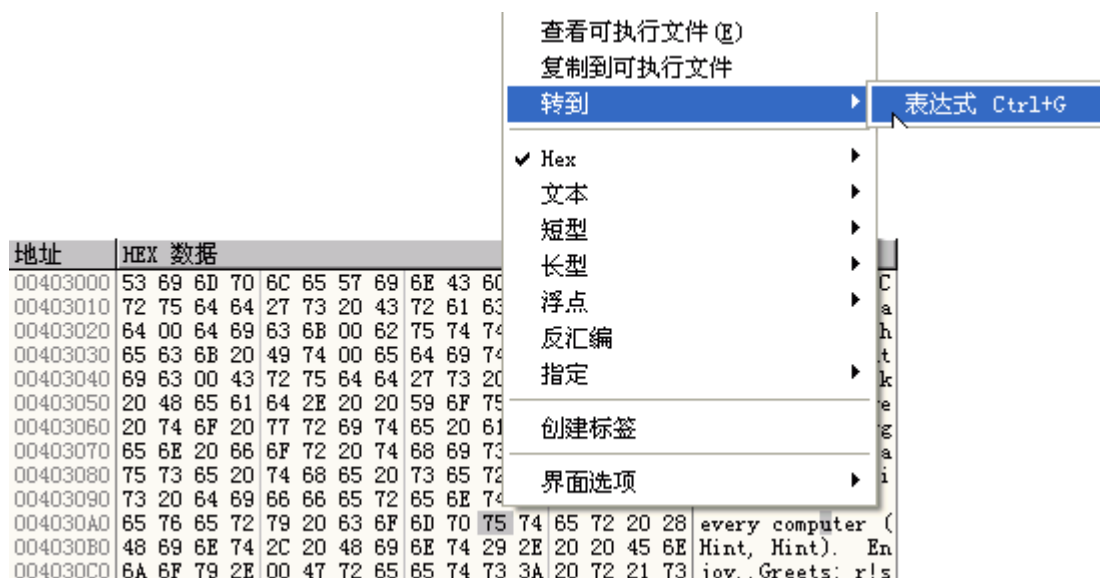 查看可执行文件(E)
复制到可执行文件
转到
表达式 Ctrl+G
Hex
文本
短型
长型
浮点
反汇编
指定
创建标签
界面选项
地址 HEX 数据
00403000 53 69 6D 70 6C 65 57 69 6E 43 60 C
00403010 72 75 64 64 27 73 20 43 72 61 63 a
00403020 64 00 64 69 63 6B 00 62 75 74 74 h
00403030 65 63 6B 20 49 74 00 65 64 69 74 t
00403040 69 63 00 43 72 75 64 64 27 73 20 k
00403050 20 48 65 61 64 2E 20 20 59 6F 75 e
00403060 20 74 6F 20 77 72 69 74 65 20 61 g
00403070 65 6E 20 66 6F 72 20 74 68 69 73 a
00403080 75 73 65 20 74 68 65 20 73 65 72 i
00403090 73 20 64 69 66 66 65 72 65 6E 74
004030A0 65 76 65 72 79 20 63 6F 6D 70 75 74 65 72 20 28 every computer (
004030B0 48 69 6E 74 2C 20 48 69 6E 74 29 2E 20 20 45 6E Hint, Hint).  En
004030C0 6A 6F 79 2E 00 47 72 65 65 74 73 3A 20 72 21 73 joy..Greets: r!s